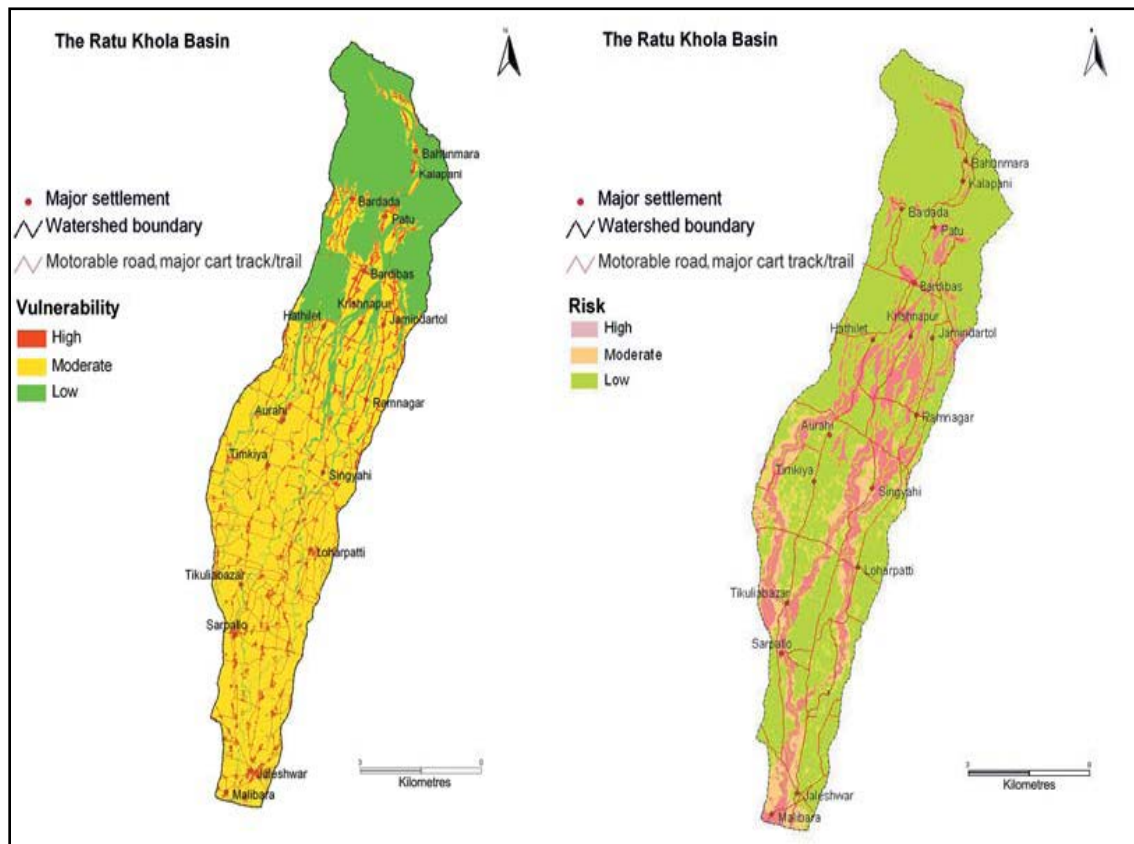 The Ratu Khola Basin
Major settlement
Watershed boundary
Motorable road, major cart track/trail
Vulnerability
High
Moderate
Low
Bahunmara
Kalapani
Bardada
Patu
Bardibas
Krishnapur
Hathilet
Jamindartol
Ramnagar
Aurahi
Timkiya
Singyahi
Loharpatti
Tikuliabazar
Sarpallo
Jaleshwar
Malibara
0
0
Kilometres
The Ratu Khola Basin
Major settlement
Watershed boundary
Motorable road, major cart track/trail
Risk
High
Moderate
Low
Bahunmara
Kalapani
Bardada
Patu
Bardibas
Krishnapur
Hathilet
Jamindartol
Ramnagar
Aurahi
Timkiya
Singyahi
Loharpatti
Tikuliabazar
Sarpallo
Jaleshwar
Malibara
Kilometres